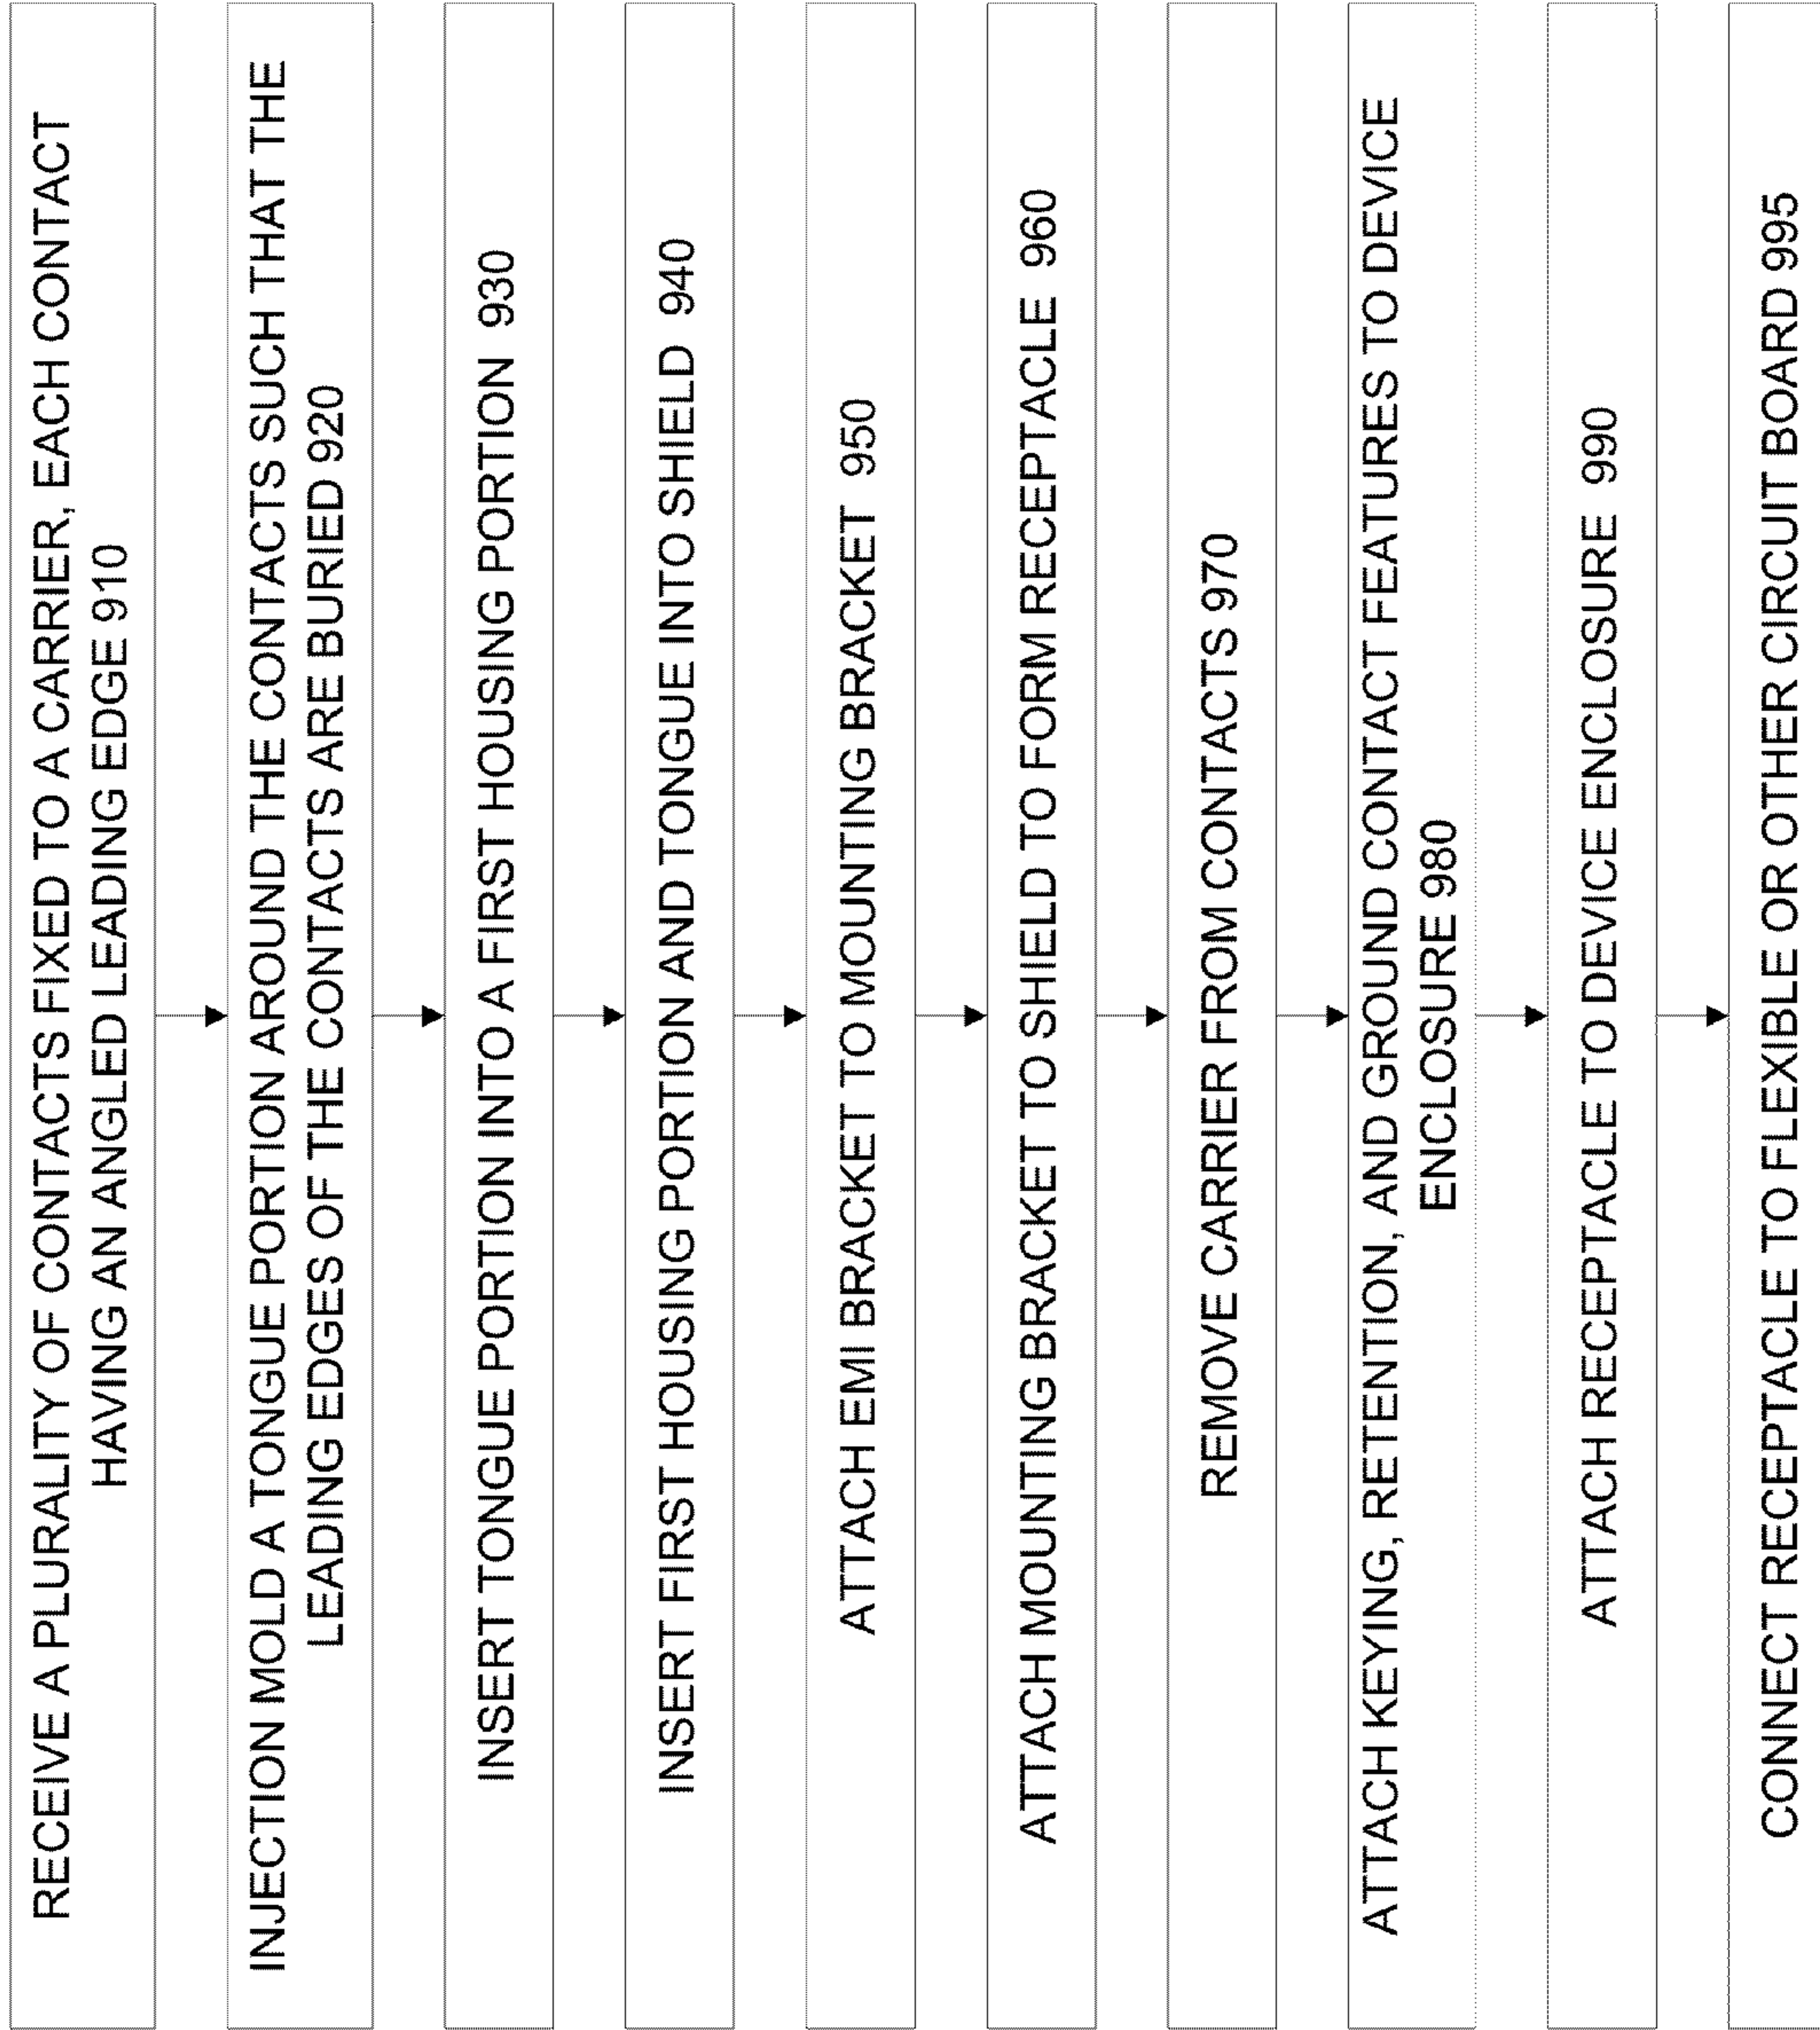 RECEIVE A PLURALITY OF CONTACTS FIXED TO A CARRIER, EACH CONTACT
HAVING AN ANGLED LEADING EDGE 910
INJECTION MOLD A TONGUE PORTION AROUND THE CONTACTS SUCH THAT THE
LEADING EDGES OF THE CONTACTS ARE BURIED 920
INSERT TONGUE PORTION INTO A FIRST HOUSING PORTION 930
INSERT FIRST HOUSING PORTION AND TONGUE INTO SHIELD 940
ATTACH EMI BRACKET TO MOUNTING BRACKET 950
ATTACH MOUNTING BRACKET TO SHIELD TO FORM RECEPTACLE 960
REMOVE CARRIER FROM CONTACTS 970
ATTACH KEYING, RETENTION, AND GROUND CONTACT FEATURES TO DEVICE
ENCLOSURE 980
ATTACH RECEPTACLE TO DEVICE ENCLOSURE 990
CONNECT RECEPTACLE TO FLEXIBLE OR OTHER CIRCUIT BOARD 995